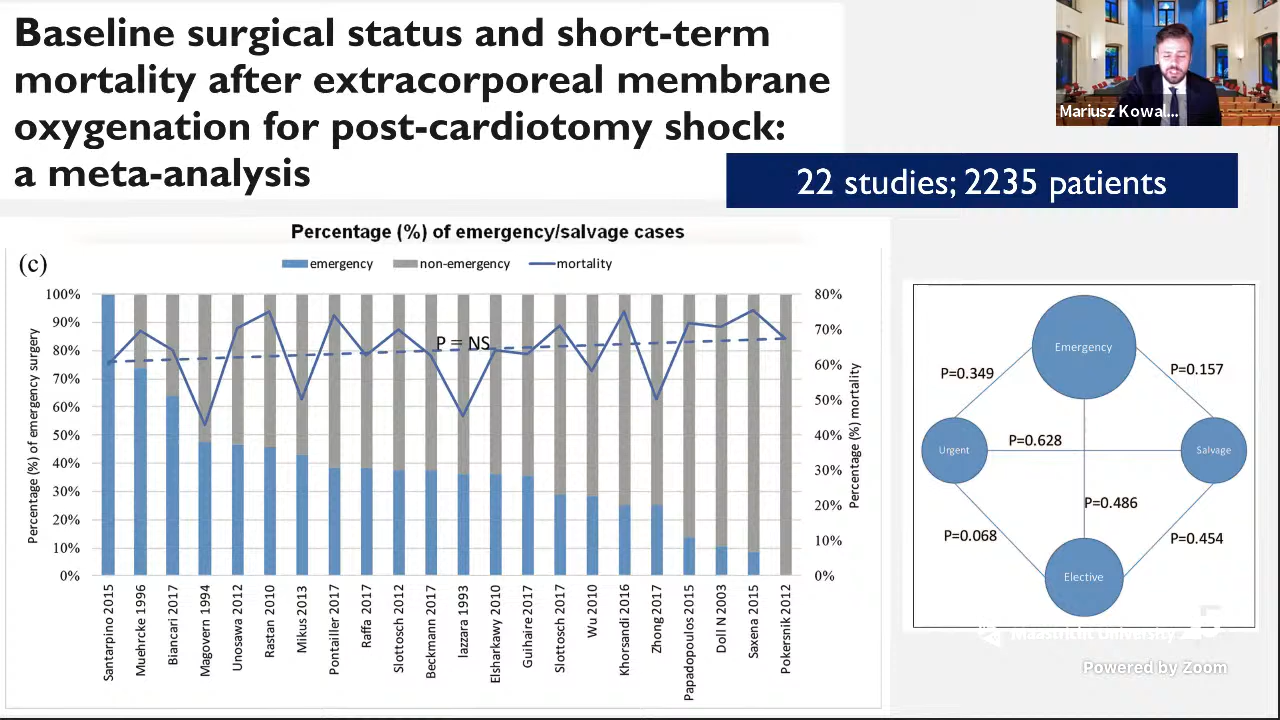 Baseline surgical status and short-term
mortality after extracorporeal membrane
oxygenation for post-cardiotomy shock:
a meta-analysis
Mariusz Kowal...
22 studies; 2235 patients
Percentage (%) of emergency/salvage cases
(c)
emergency
non-emergency
mortality
Percentage (%) of emergency surgery
100%
90%
80%
70%
60%
50%
40%
30%
20%
10%
0%
P = NS
80%
70%
60%
50%
40%
30%
20%
10%
0%
Percentage (%) mortality
Santarpino 2015
Muehrcke 1996
Biancari 2017
Magovern 1994
Unosawa 2012
Rastan 2010
Mikus 2013
Pontailler 2017
Raffa 2017
Slottosch 2012
Beckmann 2017
Iazzara 1993
Elsharkawy 2010
Guihaire 2017
Slottosch 2017
Wu 2010
Khorsandi 2016
Zhong 2017
Papadopoulos 2015
Doll N 2003
Saxena 2015
Pokersnik 2012
Emergency
P=0.349
P=0.157
Urgent
P=0.628
Salvage
P=0.486
P=0.068
P=0.454
Elective
Maastricht University
Powered by Zoom